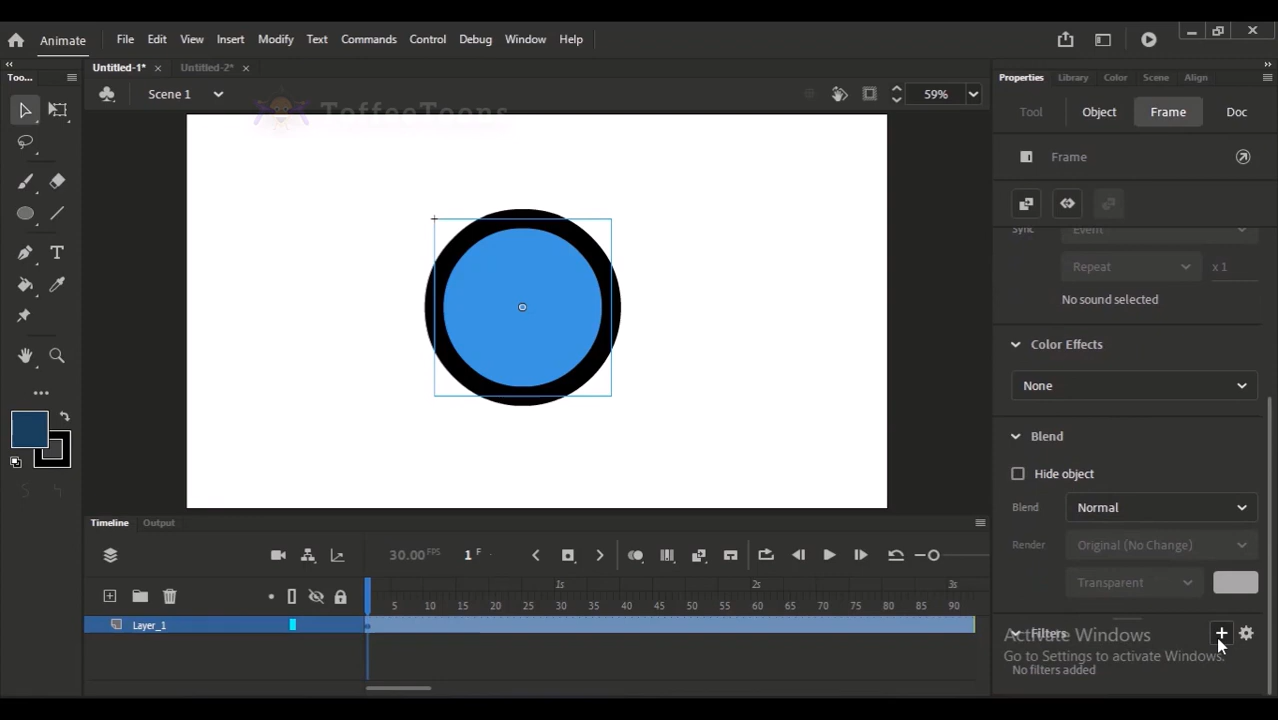 Animate
File Edit View Insert Modify Text Commands Control Debug Window Help
Too...
Untitled-1* × Untitled-2* ×
Properties Library Color Scene Align
Scene 1
ToffeeToons
59%
Tool Object Frame Doc
Frame
Sync Event
Repeat x 1
No sound selected
Color Effects
None
Blend
Hide object
Blend Normal
Render Original (No Change)
Transparent
Timeline Output
30.00 FPS 1 F
1s 2s 3s
5 10 15 20 25 30 35 40 45 50 55 60 65 70 75 80 85 90
Layer_1
Filters
Activate Windows
Go to Settings to activate Windows.
No filters added